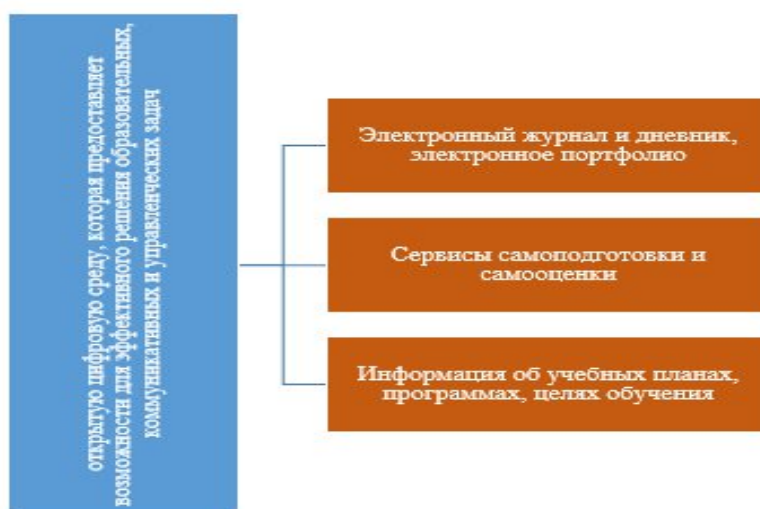 открытую цифровую среду, которая предоставляет
возможности для эффективного решения образовательных,
коммуникативных и управленческих задач
Электронный журнал и дневник,
электронное портфолио
Сервисы самоподготовки и
самооценки
Информация об учебных планах,
программах, целях обучения